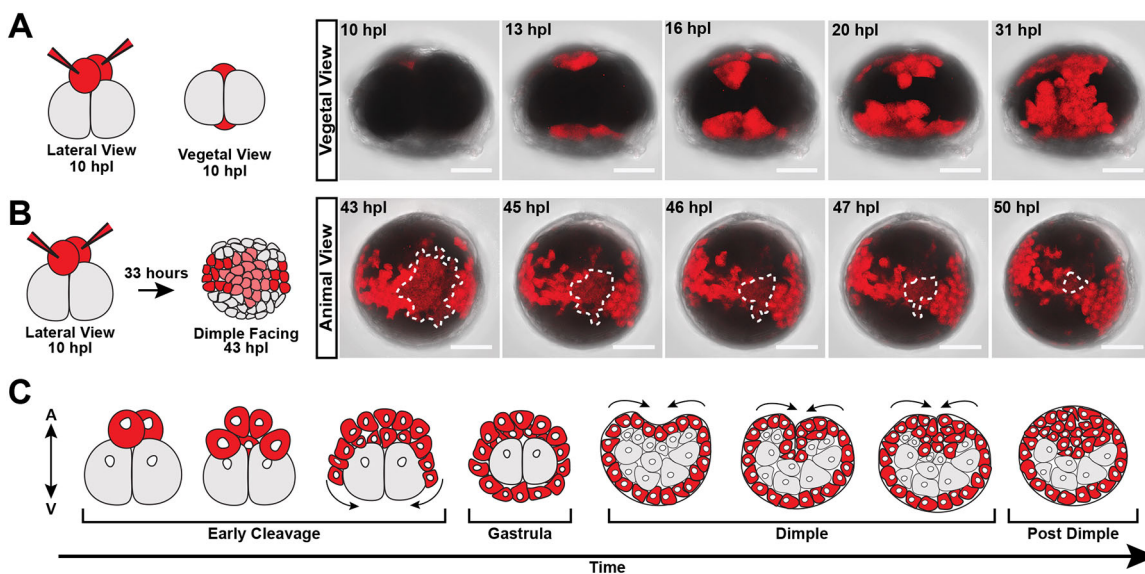 A
Lateral View
10 hpl
Vegetal View
10 hpl
Vegetal View
10 hpl
13 hpl
16 hpl
20 hpl
31 hpl
B
Lateral View
10 hpl
33 hours
Dimple Facing
43 hpl
Animal View
43 hpl
45 hpl
46 hpl
47 hpl
50 hpl
C
A
V
Early Cleavage
Gastrula
Dimple
Post Dimple
Time